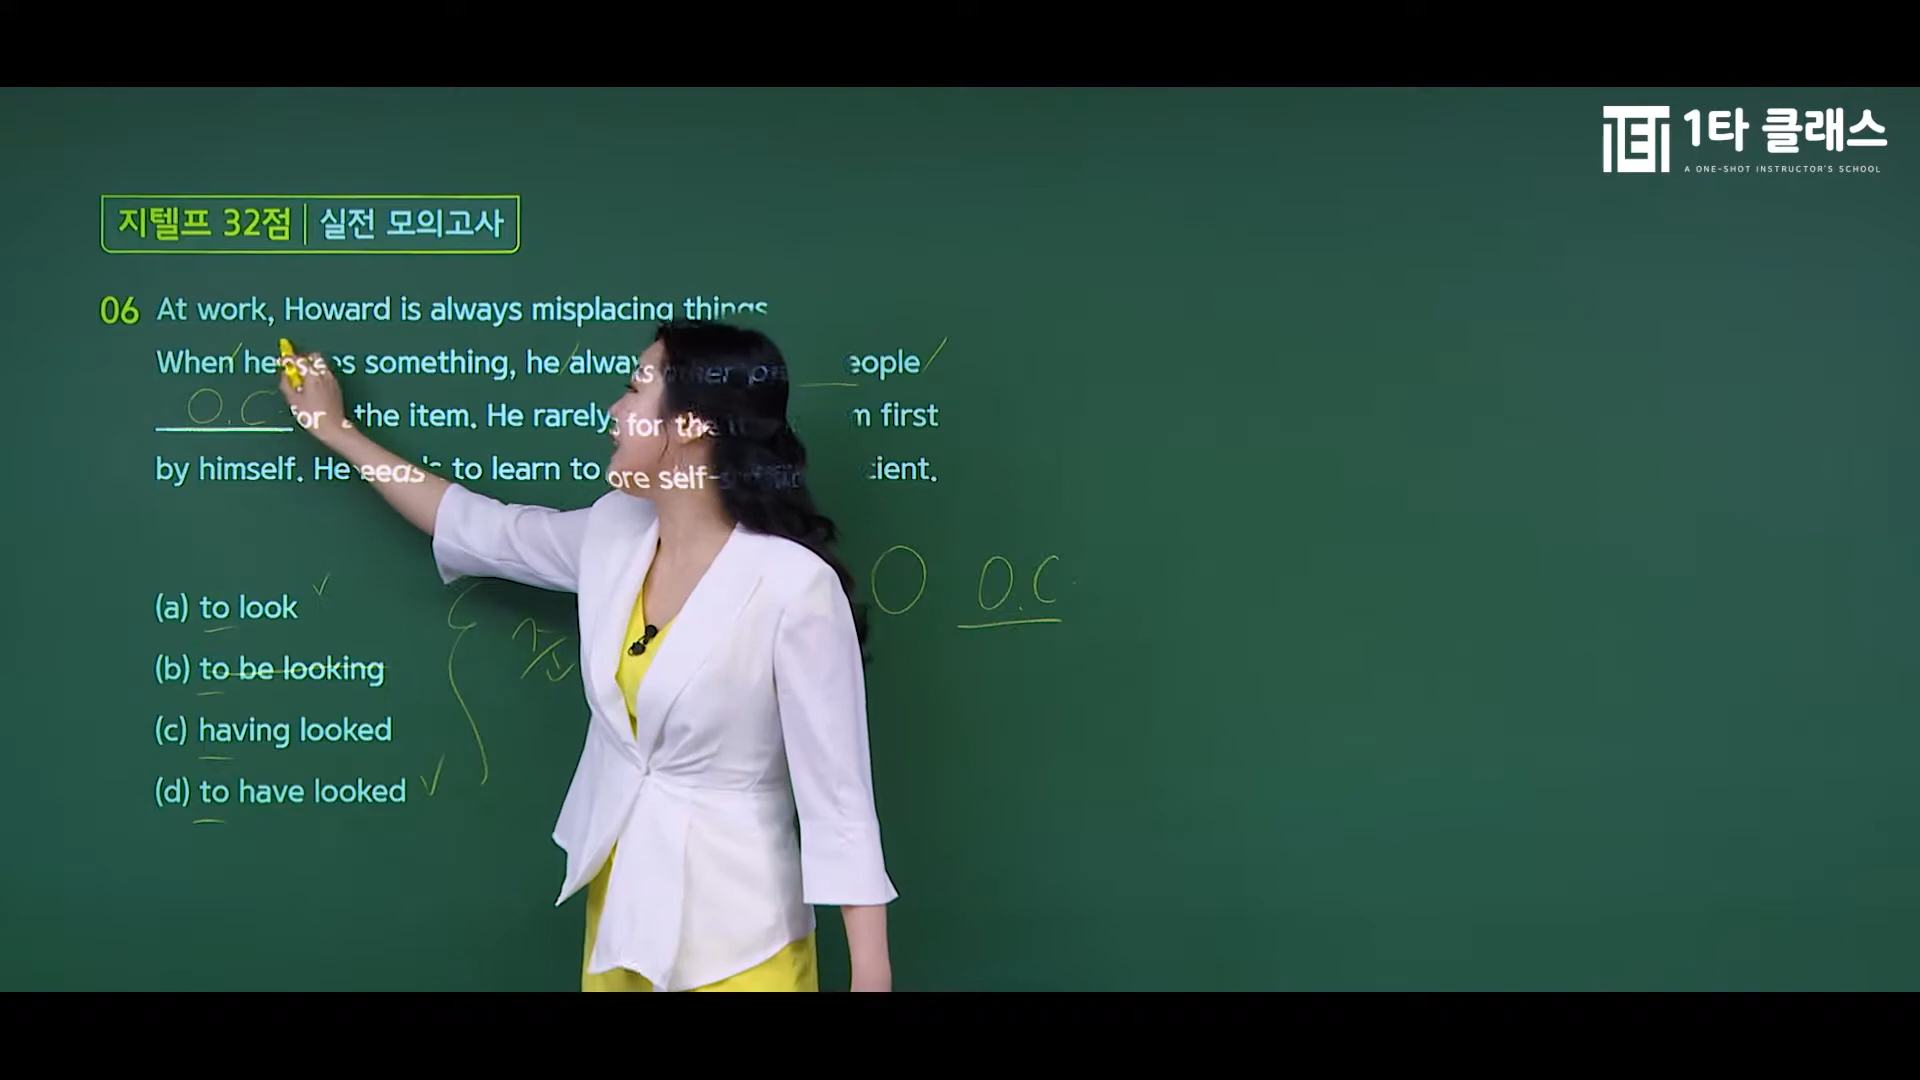 1타 클래스
A ONE-SHOT INSTRUCTOR'S SCHOOL
지텔프 32점 | 실전 모의고사
06 At work, Howard is always misplacing things
When he something, he other people
O.C for the item. He rarely for the first
by himself. He to learn to self-
(a) to look
(b) to be looking
(c) having looked
(d) to have looked
O O.C